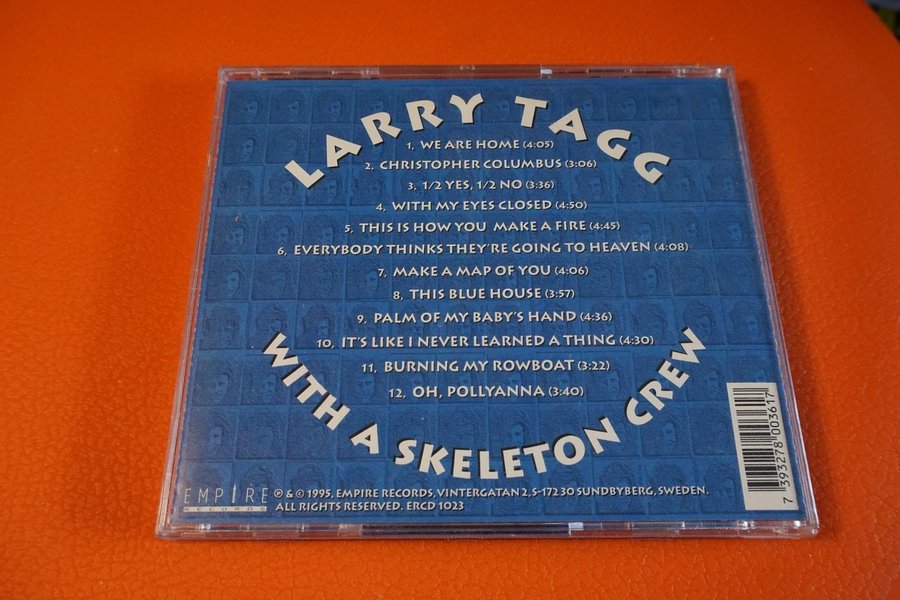 LARRY TAGG
1. WE ARE HOME (4:05)
2. CHRISTOPHER COLUMBUS (3:06)
3. 1/2 YES, 1/2 NO (3:36)
4. WITH MY EYES CLOSED (4:50)
5. THIS IS HOW YOU MAKE A FIRE (4:45)
6. EVERYBODY THINKS THEY'RE GOING TO HEAVEN (4:08)
7. MAKE A MAP OF YOU (4:06)
8. THIS BLUE HOUSE (3:57)
9. PALM OF MY BABY'S HAND (4:36)
10. IT'S LIKE I NEVER LEARNED A THING (4:30)
11. BURNING MY ROWBOAT (3:22)
12. OH, POLLYANNA (3:40)
WITH A SKELETON CREW
EMPIRE
RECORDS
℗ & © 1995, EMPIRE RECORDS, VINTERGATAN 2, S-172 30 SUNDBYBERG, SWEDEN.
ALL RIGHTS RESERVED. ERCD 1023
7 393278 003617